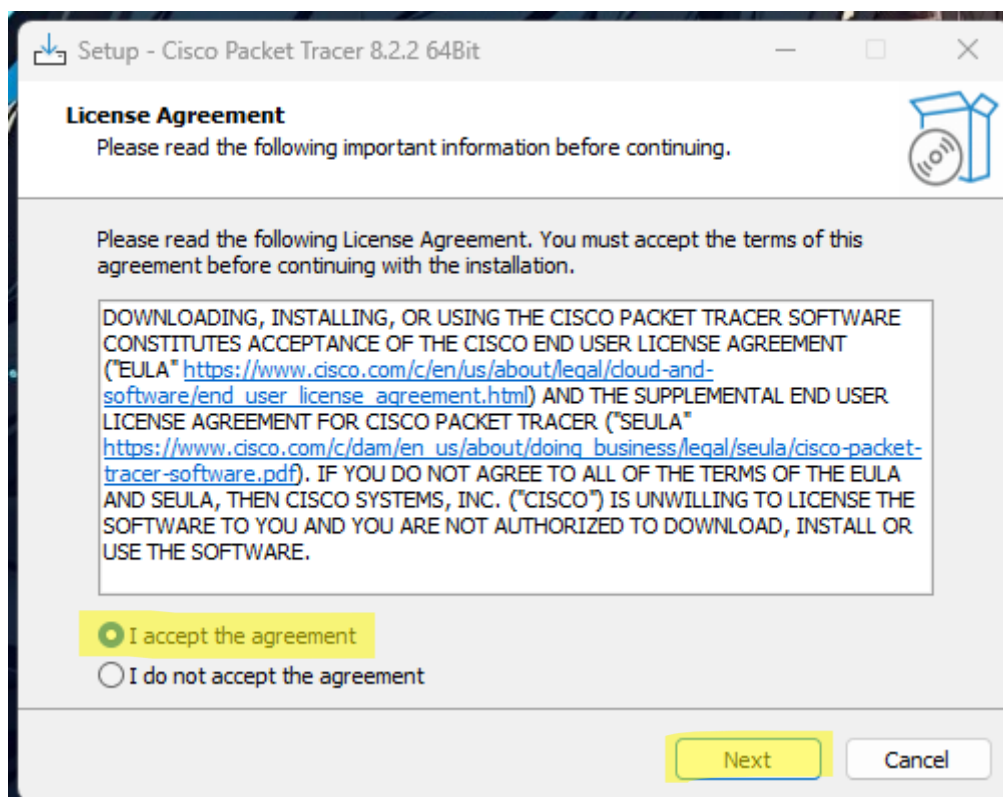 Setup - Cisco Packet Tracer 8.2.2 64Bit
License Agreement
Please read the following important information before continuing.
Please read the following License Agreement. You must accept the terms of this
agreement before continuing with the installation.
DOWNLOADING, INSTALLING, OR USING THE CISCO PACKET TRACER SOFTWARE
CONSTITUTES ACCEPTANCE OF THE CISCO END USER LICENSE AGREEMENT
("EULA" https://www.cisco.com/c/en/us/about/legal/cloud-and-
software/end_user_license_agreement.html) AND THE SUPPLEMENTAL END USER
LICENSE AGREEMENT FOR CISCO PACKET TRACER ("SEULA"
https://www.cisco.com/c/dam/en_us/about/doing_business/legal/seula/cisco-packet-
tracer-software.pdf). IF YOU DO NOT AGREE TO ALL OF THE TERMS OF THE EULA
AND SEULA, THEN CISCO SYSTEMS, INC. ("CISCO") IS UNWILLING TO LICENSE THE
SOFTWARE TO YOU AND YOU ARE NOT AUTHORIZED TO DOWNLOAD, INSTALL OR
USE THE SOFTWARE.
I accept the agreement
I do not accept the agreement
Next
Cancel